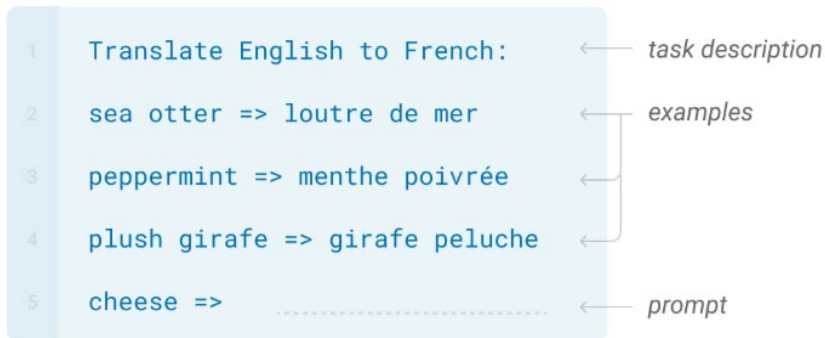 1 Translate English to French: task description
2 sea otter => loutre de mer examples
3 peppermint => menthe poivrée
4 plush girafe => girafe peluche
5 cheese => prompt